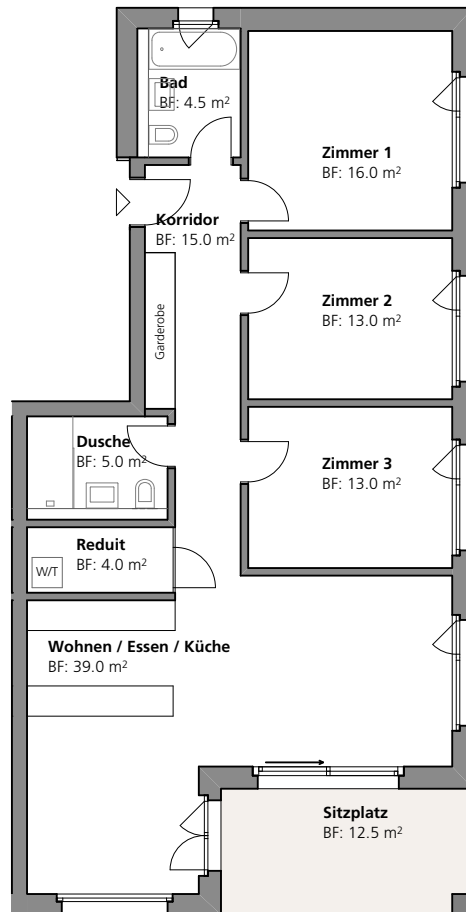 Bad
BF: 4.5 m²
Zimmer 1
BF: 16.0 m²
Korridor
BF: 15.0 m²
Garderobe
Zimmer 2
BF: 13.0 m²
Dusche
BF: 5.0 m²
Zimmer 3
BF: 13.0 m²
Reduit
BF: 4.0 m²
W/T
Wohnen / Essen / Küche
BF: 39.0 m²
Sitzplatz
BF: 12.5 m²